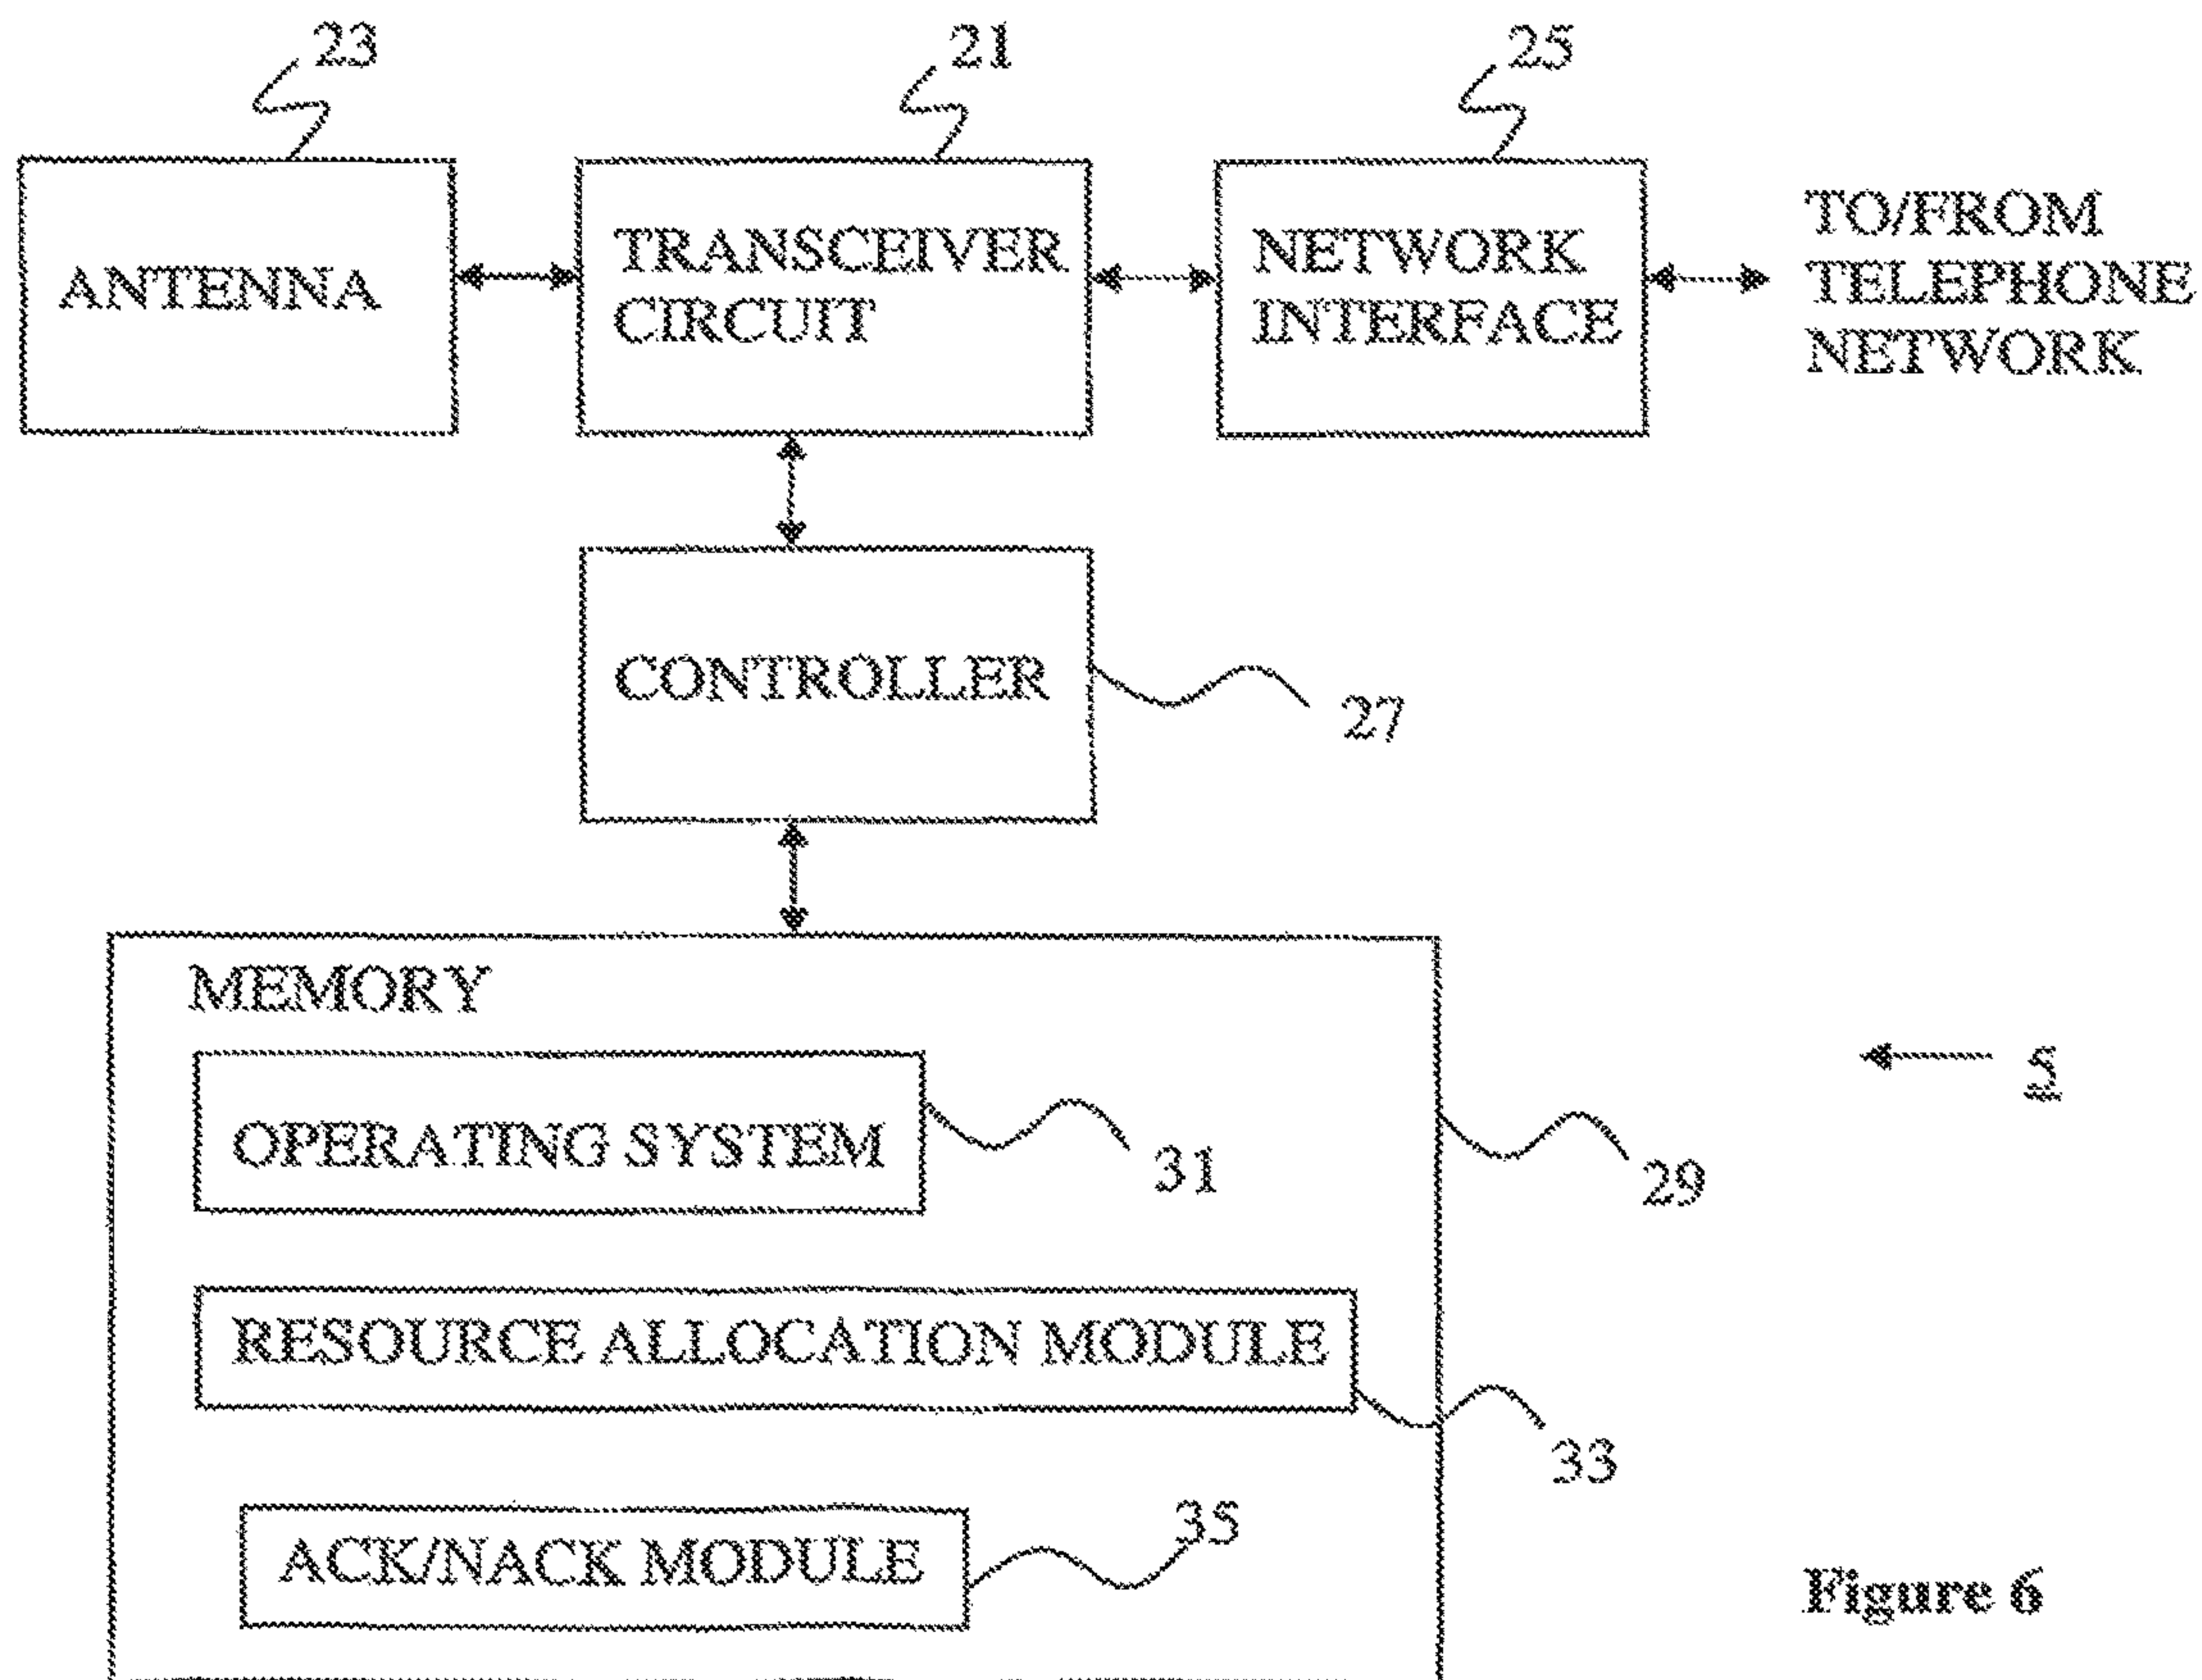 23
21
25
ANTENNA
TRANSCEIVER
CIRCUIT
NETWORK
INTERFACE
TO/FROM
TELEPHONE
NETWORK
CONTROLLER
27
MEMORY
OPERATING SYSTEM
31
29
5
RESOURCE ALLOCATION MODULE
33
ACK/NACK MODULE
35
Figure 6